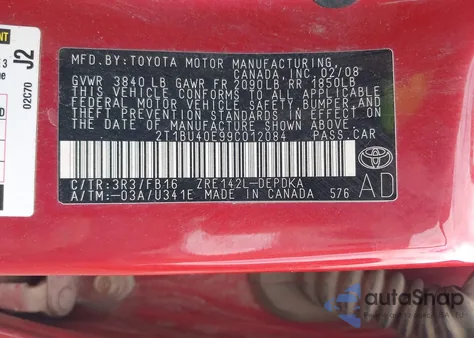 J2
02C70
MFD.BY:TOYOTA MOTOR MANUFACTURING,
CANADA, INC. 02/08
GVWR 3840 LB GAWR FR 2090LB RR 1850LB
THIS VEHICLE CONFORMS TO ALL APPLICABLE
FEDERAL MOTOR VEHICLE SAFETY, BUMPER, AND
THEFT PREVENTION STANDARDS IN EFFECT ON
THE DATE OF MANUFACTURE SHOWN ABOVE.
2T1BU40E99C012084 PASS.CAR
C/TR:3R3/FB16 ZRE142L-DEPDKA
A/TM:-03A/U341E MADE IN CANADA 576
AD
autoShap